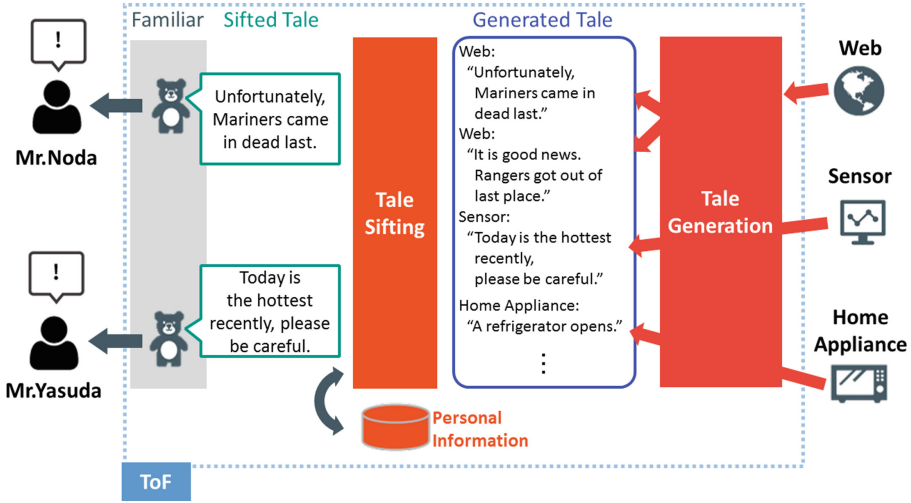 Familiar
Sifted Tale
Generated Tale
!
Mr.Noda
Unfortunately,
Mariners came
in dead last.
!
Mr.Yasuda
Today is
the hottest
recently, please
be careful.
Tale
Sifting
Personal
Information
Web:
“Unfortunately,
Mariners came in
dead last.”
Web:
“It is good news.
Rangers got out of
last place.”
Sensor:
“Today is the hottest
recently,
please be careful.”
Home Appliance:
“A refrigerator opens.”
⋮
Tale
Generation
Web
Sensor
Home
Appliance
ToF